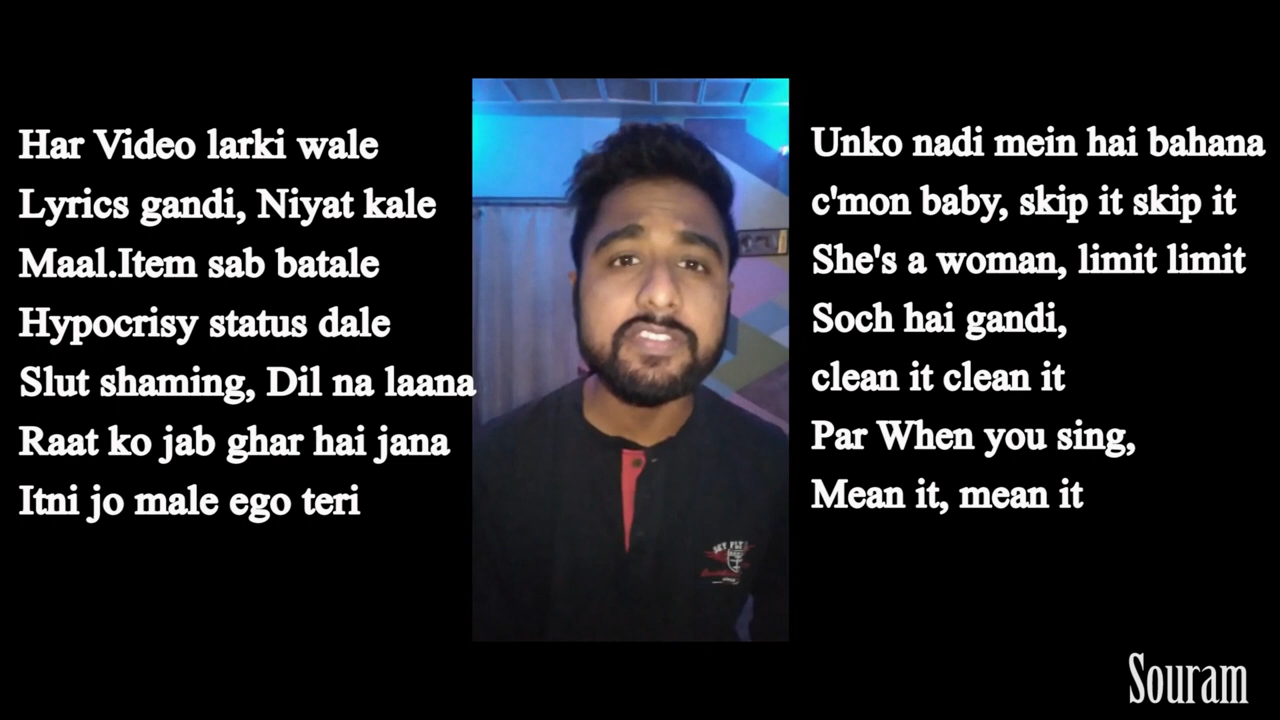 Har Video larki wale
Lyrics gandi, Niyat kale
Maal.Item sab batale
Hypocrisy status dale
Slut shaming, Dil na laana
Raat ko jab ghar hai jana
Itni jo male ego teri
Unko nadi mein hai bahana
c'mon baby, skip it skip it
She's a woman, limit limit
Soch hai gandi,
clean it clean it
Par When you sing,
Mean it, mean it
Souram